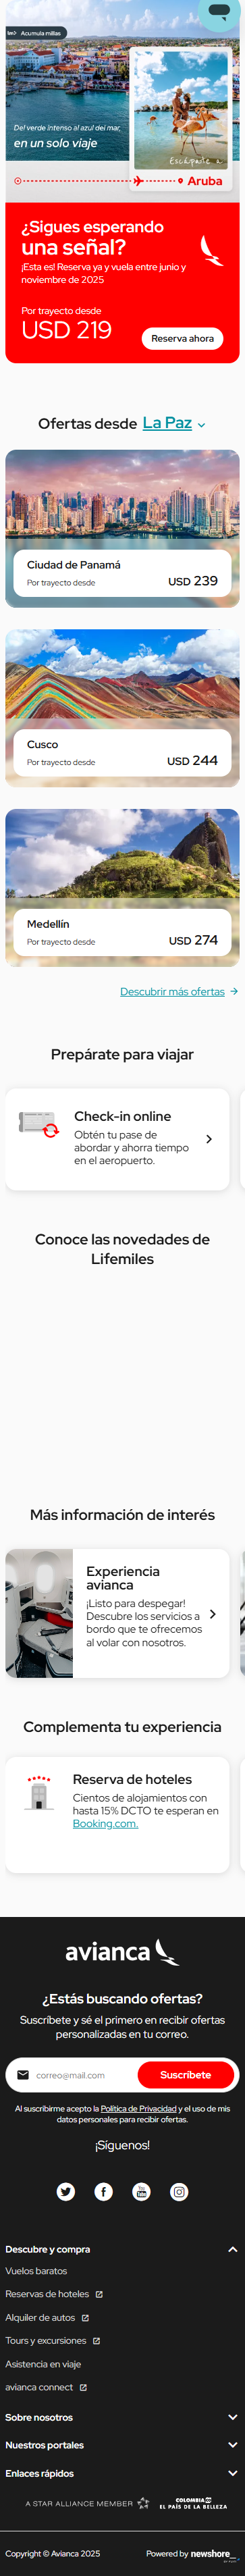 Acumula millas
Del verde intenso al azul del mar,
en un solo viaje
Escápate a
Aruba
¿Sigues esperando
una señal?
¡Esta es! Reserva ya y vuela entre junio y
noviembre de 2025
Por trayecto desde
USD 219
Reserva ahora
Ofertas desde La Paz
Ciudad de Panamá
Por trayecto desde
USD 239
Cusco
Por trayecto desde
USD 244
Medellín
Por trayecto desde
USD 274
Descubrir más ofertas
Prepárate para viajar
Check-in online
Obtén tu pase de
abordar y ahorra tiempo
en el aeropuerto.
Conoce las novedades de
Lifemiles
Más información de interés
Experiencia
avianca
¡Listo para despegar!
Descubre los servicios a
bordo que te ofrecemos
al volar con nosotros.
Complementa tu experiencia
Reserva de hoteles
Cientos de alojamientos con
hasta 15% DCTO te esperan en
Booking.com.
avianca
¿Estás buscando ofertas?
Suscríbete y sé el primero en recibir ofertas
personalizadas en tu correo.
correo@mail.com
Suscríbete
Al suscribirme acepto la Política de Privacidad y el uso de mis
datos personales para recibir ofertas.
¡Síguenos!
Descubre y compra
Vuelos baratos
Reservas de hoteles
Alquiler de autos
Tours y excursiones
Asistencia en viaje
avianca connect
Sobre nosotros
Nuestros portales
Enlaces rápidos
A STAR ALLIANCE MEMBER
COLOMBIA
EL PAÍS DE LA BELLEZA
Copyright © Avianca 2025
Powered by newshore_